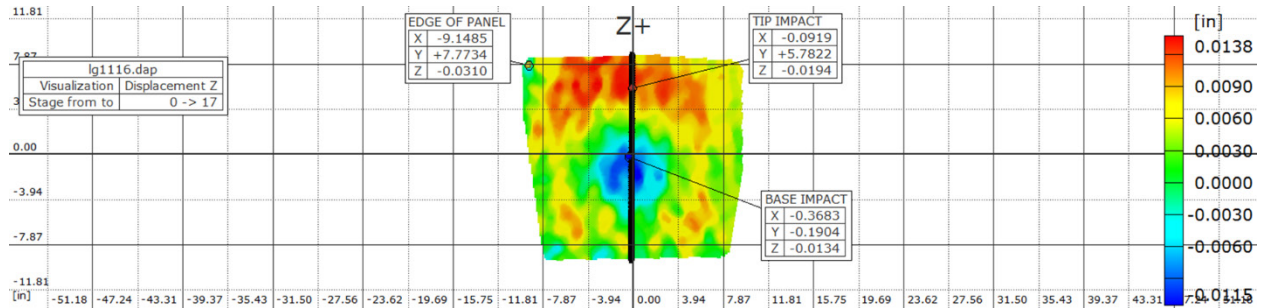 11.81
7.87
3
0.00
-3.94
-7.87
-11.81
[in]
lg1116.dap
Visualization Displacement Z
Stage from to 0 -> 17
EDGE OF PANEL
X -9.1485
Y +7.7734
Z -0.0310
Z+
TIP IMPACT
X -0.0919
Y +5.7822
Z -0.0194
BASE IMPACT
X -0.3683
Y -0.1904
Z -0.0134
[in]
0.0138
0.0090
0.0060
0.0030
0.0000
-0.0030
-0.0060
-0.0115
-51.18 -47.24 -43.31 -39.37 -35.43 -31.50 -27.56 -23.62 -19.69 -15.75 -11.81 -7.87 -3.94 0.00 3.94 7.87 11.81 15.75 19.69 23.62 27.56 31.50 35.43 39.37 43.31